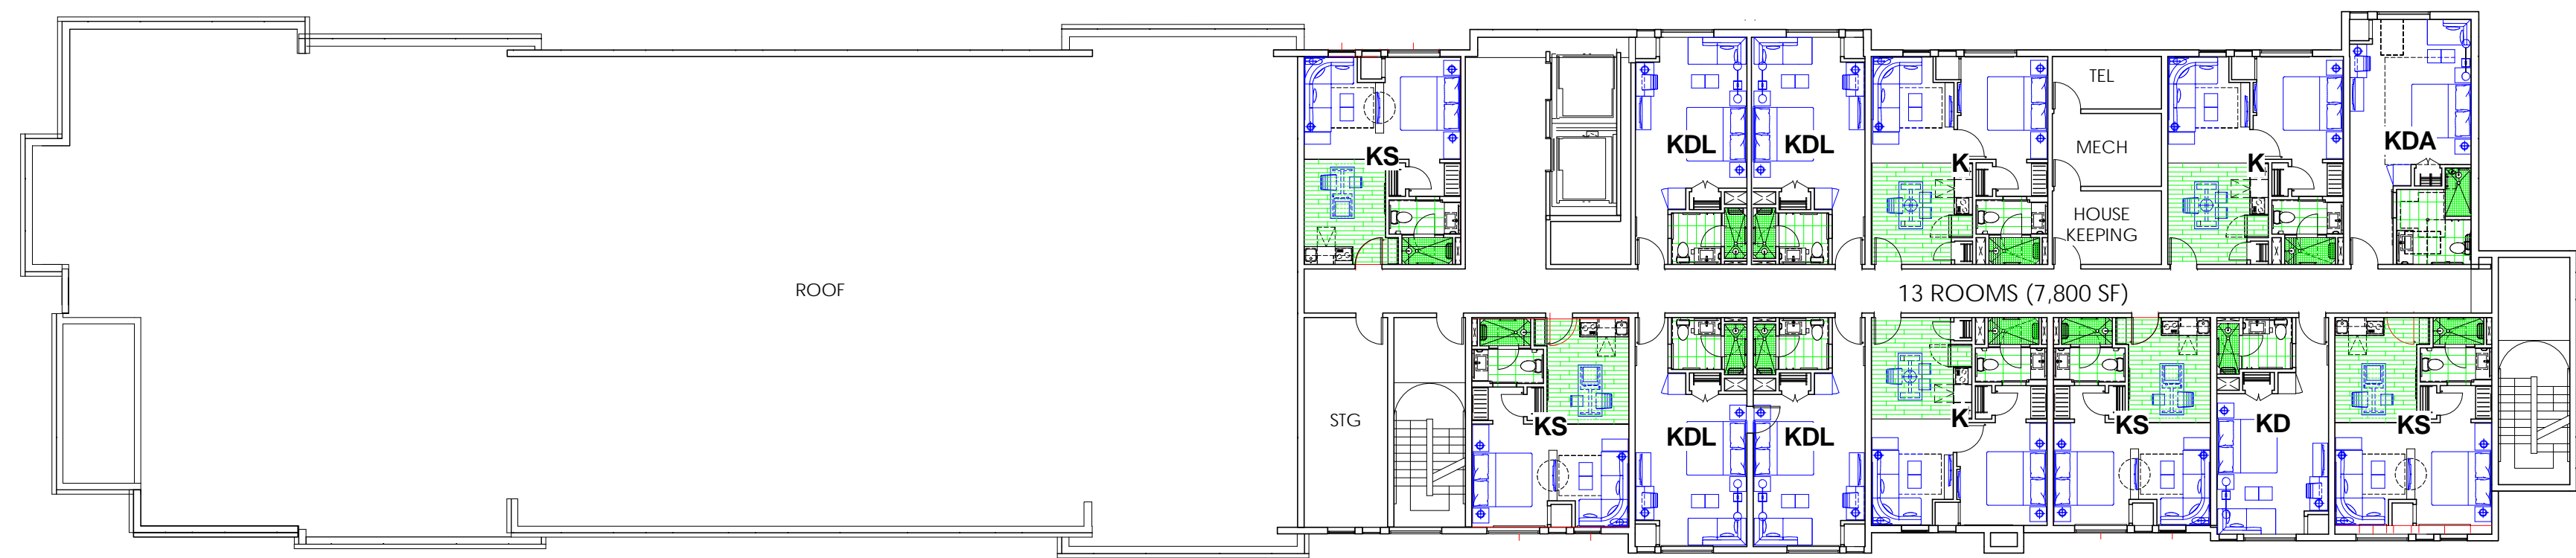 TEL
KDL
KDL
KDA
KS
MECH
K
K
HOUSE
KEEPING
ROOF
13 ROOMS (7,800 SF)
STG
KS
KDL
KDL
K
KS
KD
KS